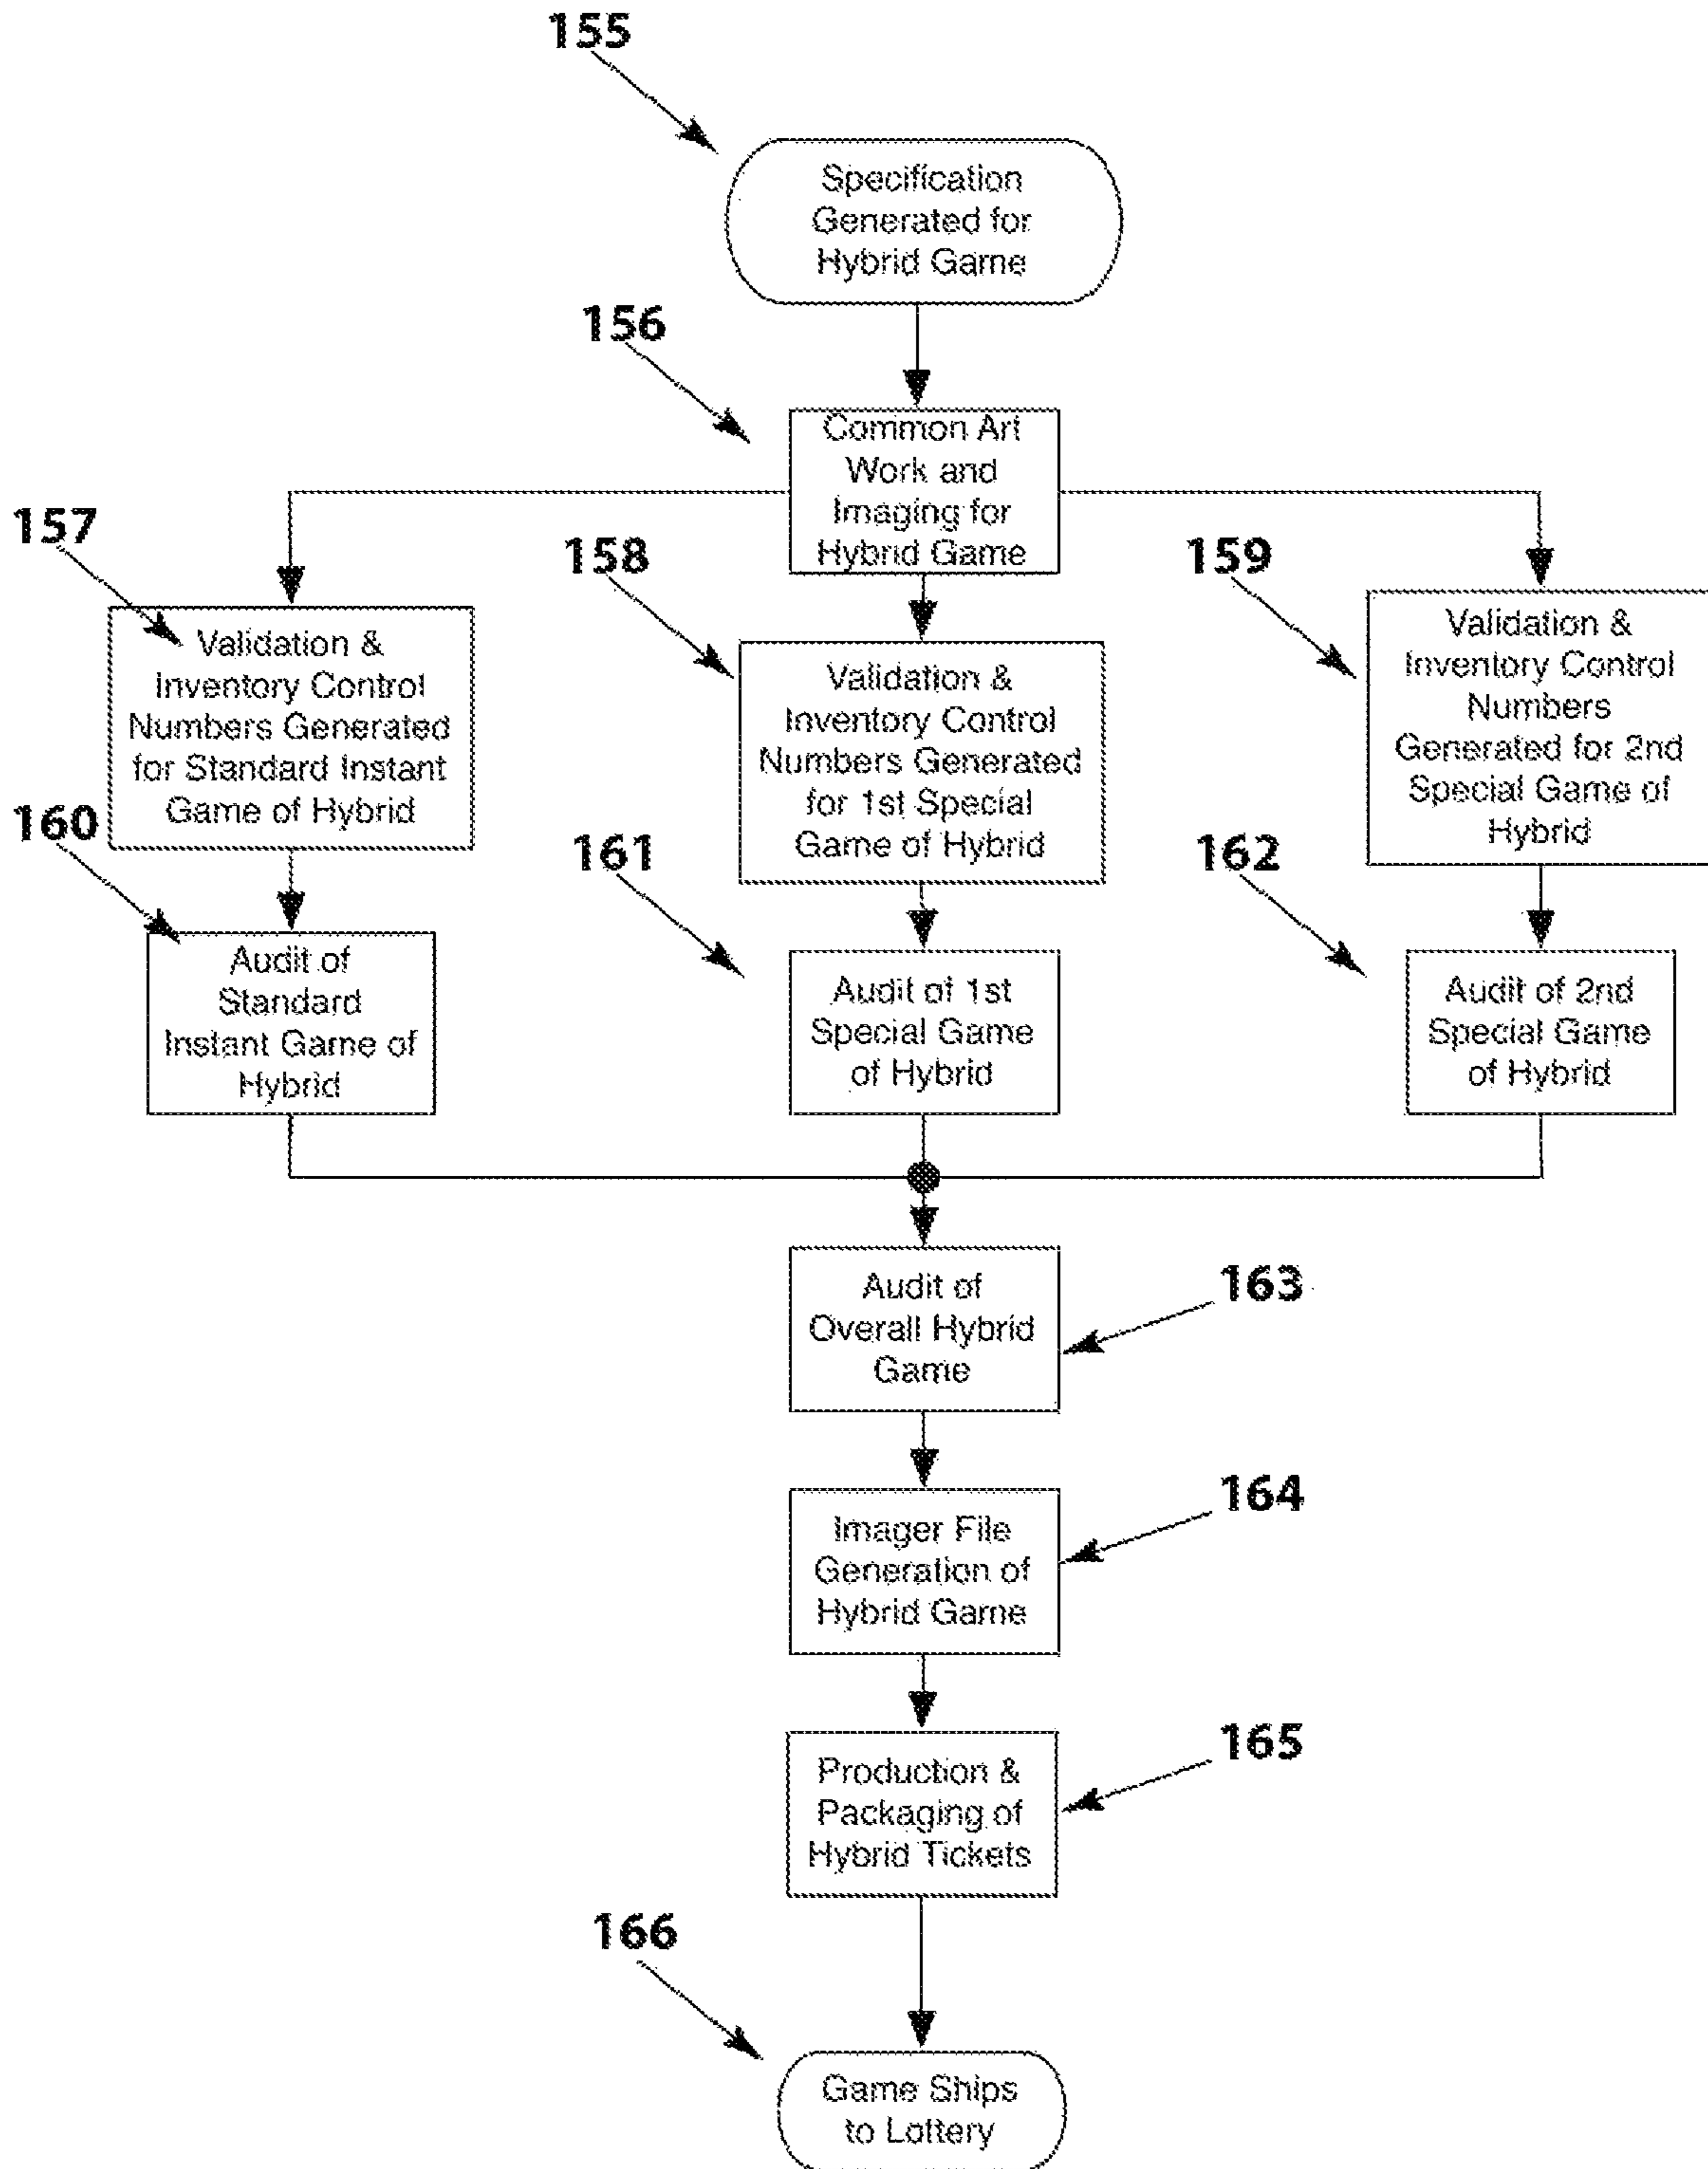 155
Specification
Generated for
Hybrid Game
156
Common Art
Work and
Imaging for
Hybrid Game
157
Validation &
Inventory Control
Numbers Generated
for Standard Instant
Game of Hybrid
158
Validation &
Inventory Control
Numbers Generated
for 1st Special
Game of Hybrid
159
Validation &
Inventory Control
Numbers
Generated for 2nd
Special Game of
Hybrid
160
Audit of
Standard
Instant Game of
Hybrid
161
Audit of 1st
Special Game
of Hybrid
162
Audit of 2nd
Special Game
of Hybrid
Audit of
Overall Hybrid
Game
163
Imager File
Generation of
Hybrid Game
164
Production &
Packaging of
Hybrid Tickets
165
166
Game Ships
to Lottery